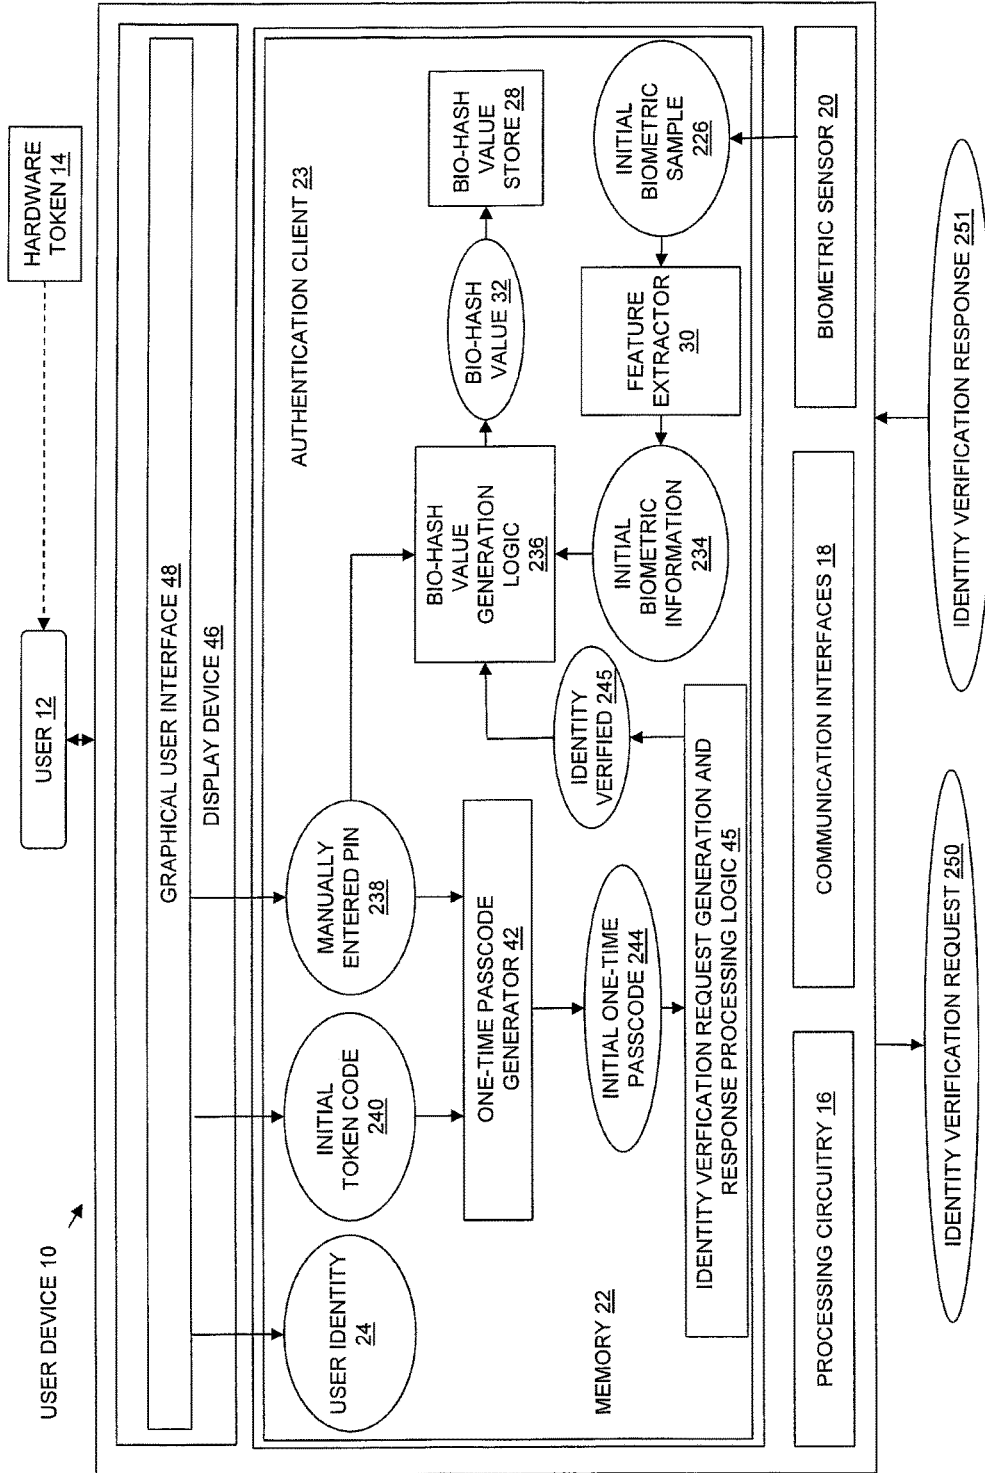 USER DEVICE 10
USER 12
HARDWARE
TOKEN 14
GRAPHICAL USER INTERFACE 48
DISPLAY DEVICE 46
AUTHENTICATION CLIENT 23
USER IDENTITY
24
INITIAL
TOKEN CODE
240
MANUALLY
ENTERED PIN
238
BIO-HASH
VALUE
GENERATION
LOGIC
236
BIO-HASH
VALUE 32
BIO-HASH
VALUE
STORE 28
ONE-TIME PASSCODE
GENERATOR 42
INITIAL ONE-TIME
PASSCODE 244
IDENTITY
VERIFIED 245
INITIAL
BIOMETRIC
INFORMATION
234
FEATURE
EXTRACTOR
30
INITIAL
BIOMETRIC
SAMPLE
226
MEMORY 22
IDENTITY VERFICATION REQUEST GENERATION AND
RESPONSE PROCESSING LOGIC 45
PROCESSING CIRCUITRY 16
COMMUNICATION INTERFACES 18
BIOMETRIC SENSOR 20
IDENTITY VERIFICATION REQUEST 250
IDENTITY VERIFICATION RESPONSE 251